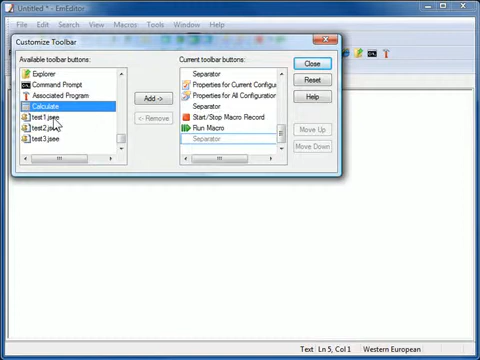 Untitled * - EmEditor
File Edit Search View Macros Tools Window Help
Customize Toolbar
Available toolbar buttons:
Explorer
Command Prompt
Associated Program
Calculate
test1.jsee
test2.jsee
test3.jsee
Add ->
<- Remove
Current toolbar buttons:
Separator
Properties for Current Configur
Separator
Properties for All Configuration
Separator
Start/Stop Macro Record
Run Macro
Separator
Close
Reset
Help
Move Up
Move Down
Text Ln 5, Col 1 Western European